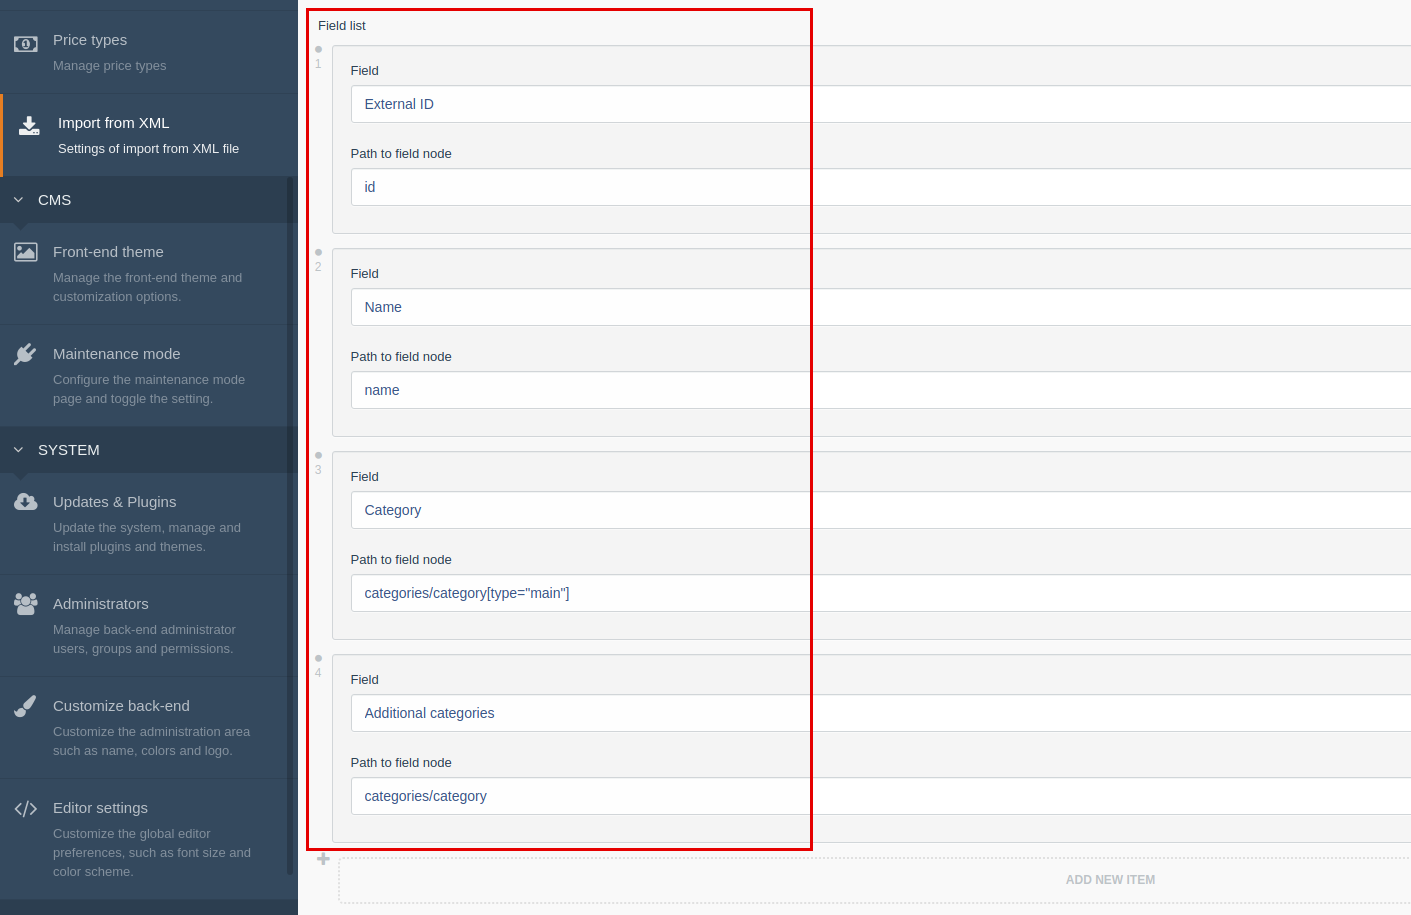 Price types
Manage price types
Import from XML
Settings of import from XML file
CMS
Front-end theme
Manage the front-end theme and
customization options.
Maintenance mode
Configure the maintenance mode
page and toggle the setting.
SYSTEM
Updates & Plugins
Update the system, manage and
install plugins and themes.
Administrators
Manage back-end administrator
users, groups and permissions.
Customize back-end
Customize the administration area
such as name, colors and logo.
Editor settings
Customize the global editor
preferences, such as font size and
color scheme.
Field list
1
Field
External ID
Path to field node
id
2
Field
Name
Path to field node
name
3
Field
Category
Path to field node
categories/category[type="main"]
4
Field
Additional categories
Path to field node
categories/category
ADD NEW ITEM